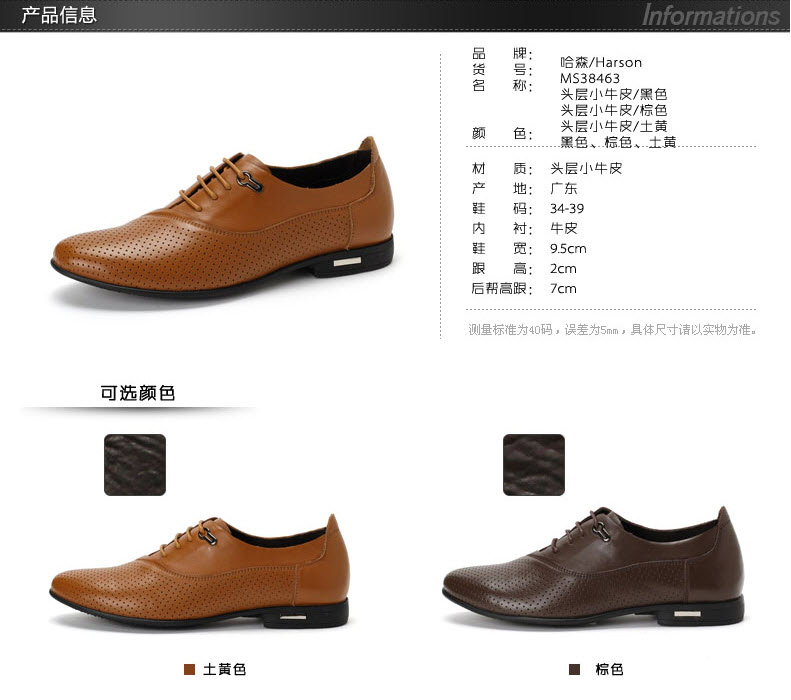 产品信息
Informations
品 牌: 哈森/Harson
货 号: MS38463
名 称: 头层小牛皮/黑色
头层小牛皮/棕色
头层小牛皮/土黄
颜 色: 黑色、棕色、土黄
材 质: 头层小牛皮
产 地: 广东
鞋 码: 34-39
内 衬: 牛皮
鞋 宽: 9.5cm
跟 高: 2cm
后帮高跟: 7cm
测量标准为40码，误差为5mm，具体尺寸请以实物为准。
可选颜色
土黄色
棕色